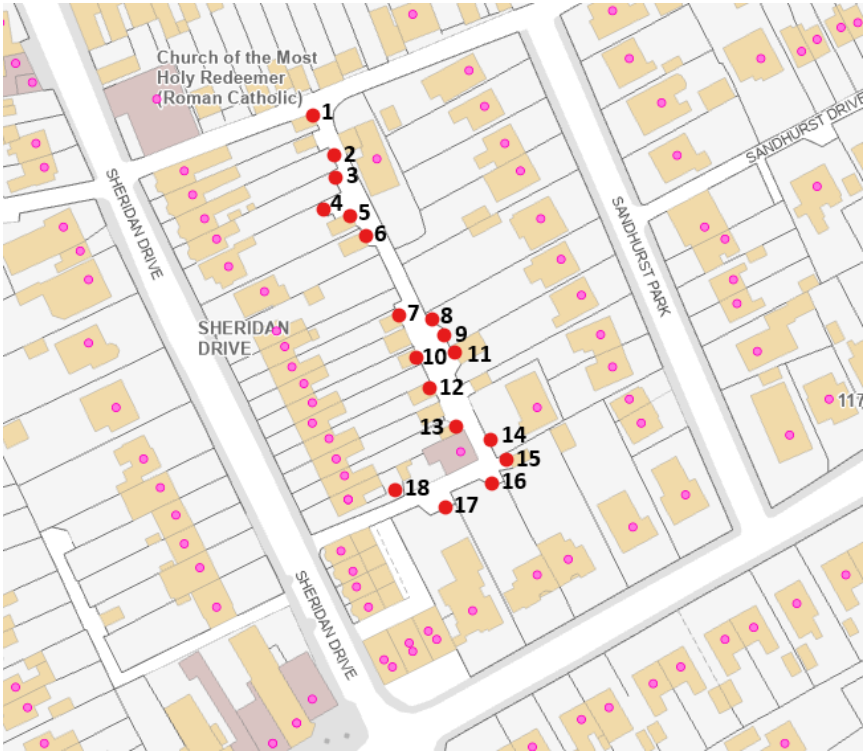 Church of the Most
Holy Redeemer
(Roman Catholic)
1
SANDHURST DRIVE
2
3
SHERIDAN DRIVE
4
5
6
SANDHURST PARK
7
8
SHERIDAN
DRIVE
9
10
11
12
117
13
14
15
16
18
17
SHERIDAN DRIVE